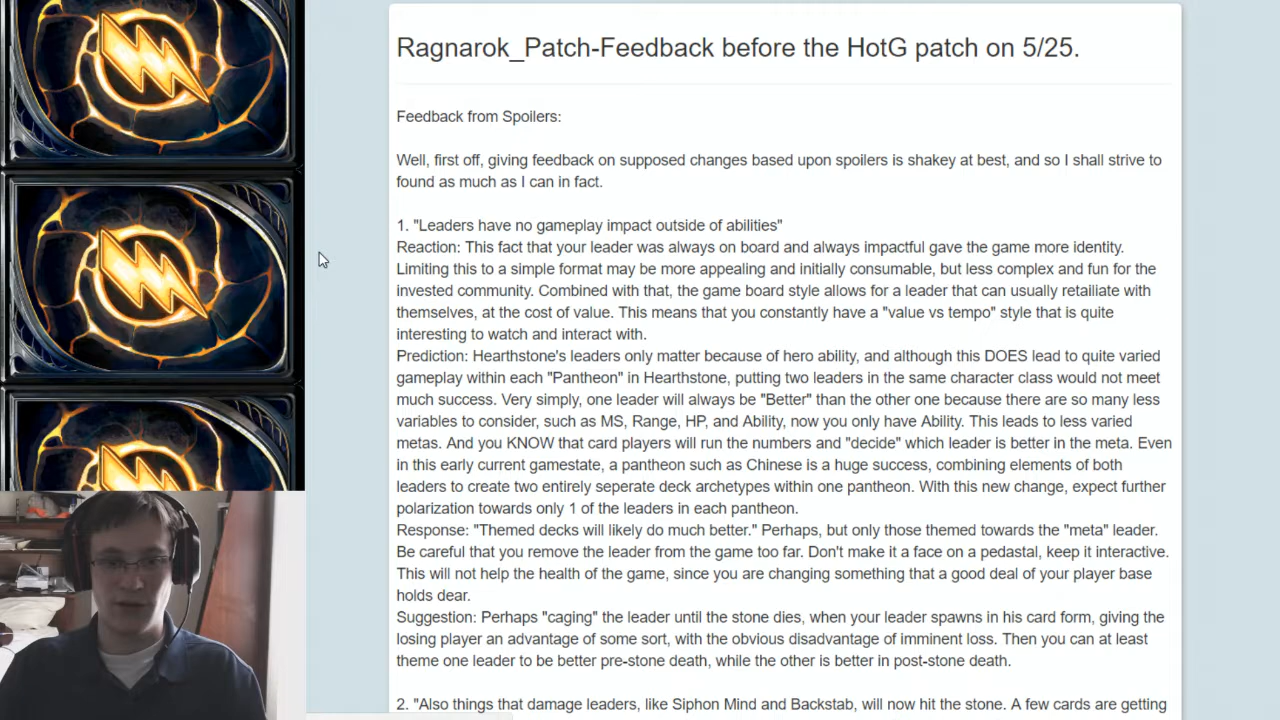 Ragnarok_Patch-Feedback before the HotG patch on 5/25.
Feedback from Spoilers:
Well, first off, giving feedback on supposed changes based upon spoilers is shakey at best, and so I shall strive to
found as much as I can in fact.
1. "Leaders have no gameplay impact outside of abilities"
Reaction: This fact that your leader was always on board and always impactful gave the game more identity.
Limiting this to a simple format may be more appealing and initially consumable, but less complex and fun for the
invested community. Combined with that, the game board style allows for a leader that can usually retailiate with
themselves, at the cost of value. This means that you constantly have a "value vs tempo" style that is quite
interesting to watch and interact with.
Prediction: Hearthstone's leaders only matter because of hero ability, and although this DOES lead to quite varied
gameplay within each "Pantheon" in Hearthstone, putting two leaders in the same character class would not meet
much success. Very simply, one leader will always be "Better" than the other one because there are so many less
variables to consider, such as MS, Range, HP, and Ability, now you only have Ability. This leads to less varied
metas. And you KNOW that card players will run the numbers and "decide" which leader is better in the meta. Even
in this early current gamestate, a pantheon such as Chinese is a huge success, combining elements of both
leaders to create two entirely seperate deck archetypes within one pantheon. With this new change, expect further
polarization towards only 1 of the leaders in each pantheon.
Response: "Themed decks will likely do much better." Perhaps, but only those themed towards the "meta" leader.
Be careful that you remove the leader from the game too far. Don't make it a face on a pedastal, keep it interactive.
This will not help the health of the game, since you are changing something that a good deal of your player base
holds dear.
Suggestion: Perhaps "caging" the leader until the stone dies, when your leader spawns in his card form, giving the
losing player an advantage of some sort, with the obvious disadvantage of imminent loss. Then you can at least
theme one leader to be better pre-stone death, while the other is better in post-stone death.
2. "Also things that damage leaders, like Siphon Mind and Backstab, will now hit the stone. A few cards are getting